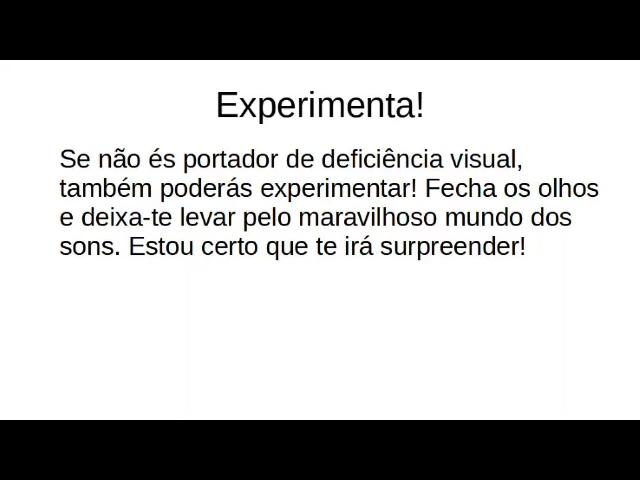 Experimenta!
Se não és portador de deficiência visual,
também poderás experimentar! Fecha os olhos
e deixa-te levar pelo maravilhoso mundo dos
sons. Estou certo que te irá surpreender!